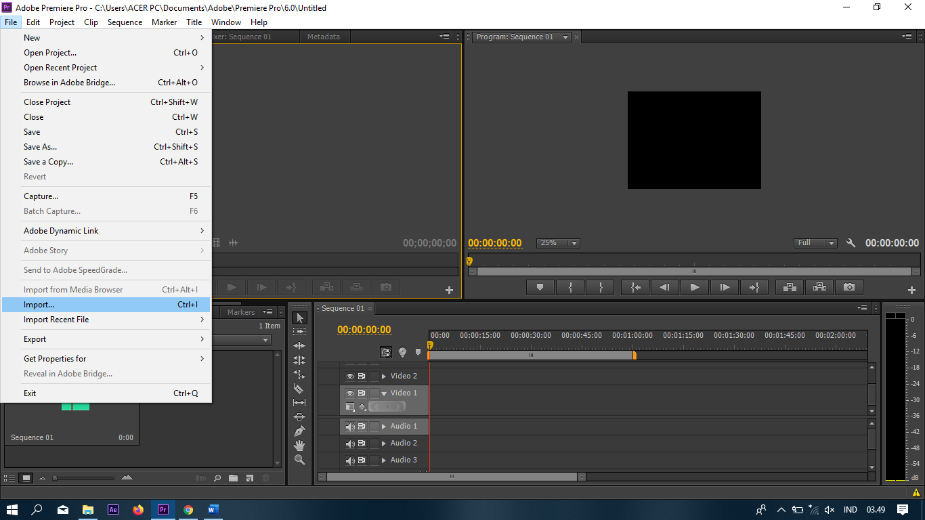 Pr Adobe Premiere Pro - C:\Users\ACER PC\Documents\Adobe\Premiere Pro\6.0\Untitled
File Edit Project Clip Sequence Marker Title Window Help
New
Open Project... Ctrl+O
Open Recent Project
Browse in Adobe Bridge... Ctrl+Alt+O
Close Project Ctrl+Shift+W
Close Ctrl+W
Save Ctrl+S
Save As... Ctrl+Shift+S
Save a Copy... Ctrl+Alt+S
Revert
Capture... F5
Batch Capture... F6
Adobe Dynamic Link
Adobe Story
Send to Adobe SpeedGrade...
Import from Media Browser Ctrl+Alt+I
Import... Ctrl+I
Import Recent File
Export
Get Properties for
Reveal in Adobe Bridge...
Exit Ctrl+Q
Sequence 01 0:00
ker: Sequence 01 Metadata
00;00;00;00
Program: Sequence 01
00:00:00:00 25% Full 00:00:00:00
Markers
1 Item
Sequence 01
00:00:00:00
00:00 00:00:15:00 00:00:30:00 00:00:45:00 00:01:00:00 00:01:15:00 00:01:30:00 00:01:45:00 00:02:00:00
Video 2
Video 1
Audio 1
Audio 2
Audio 3
0
-6
-12
-18
-24
-30
-36
-42
-48
-54
dB
Au Pr IND 03.49